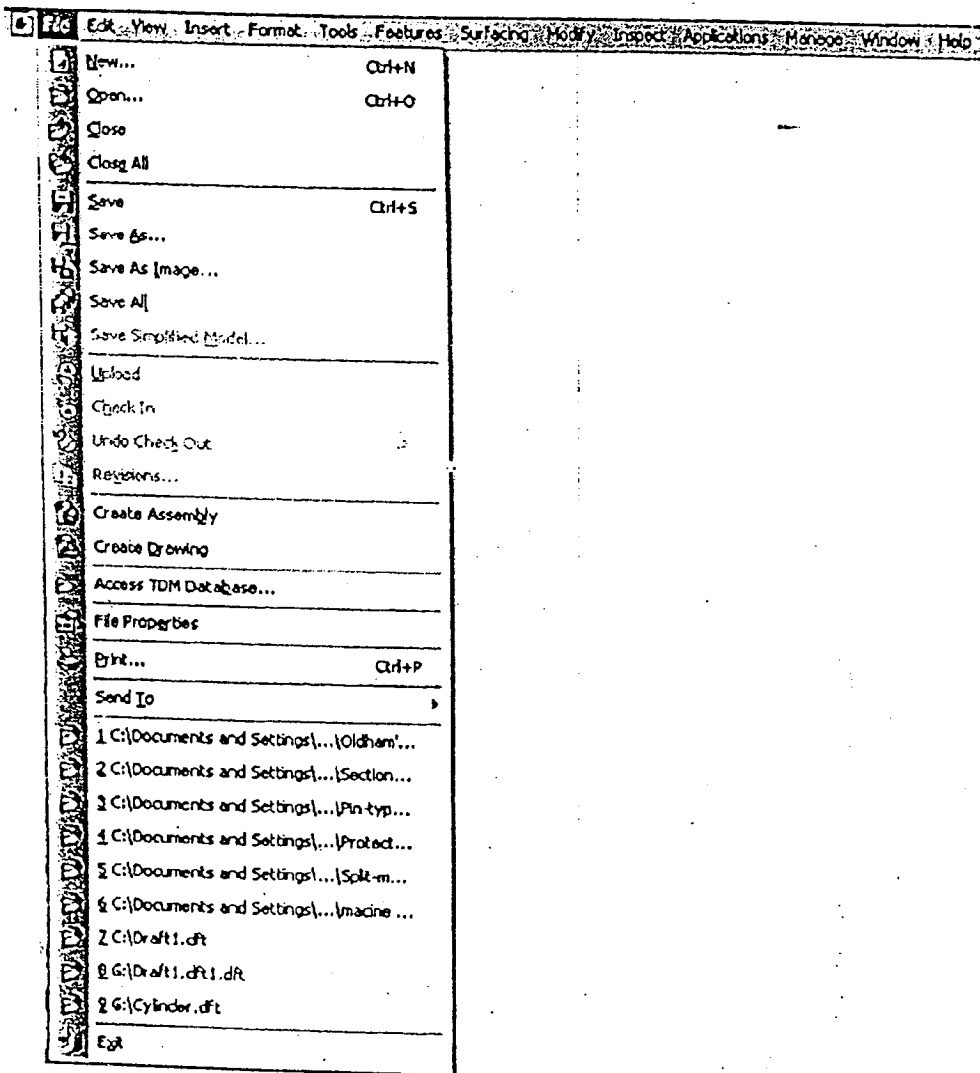 File Edit View Insert Format Tools Features Surfacing Modify Inspect Applications Manage Window Help
New... Ctrl+N
Open... Ctrl+O
Close
Close All
Save Ctrl+S
Save As...
Save As Image...
Save All
Save Simplified Model...
Upload
Check In
Undo Check Out
Revisions...
Create Assembly
Create Drawing
Access TDM Database...
File Properties
Print... Ctrl+P
Send To
1 C:\Documents and Settings\...\Oldham'...
2 C:\Documents and Settings\...\Section...
3 C:\Documents and Settings\...\Pin-typ...
4 C:\Documents and Settings\...\Protect...
5 C:\Documents and Settings\...\Split-m...
6 C:\Documents and Settings\...\macine ...
7 C:\Draft1.dft
8 G:\Draft1.dft1.dft
9 G:\Cylinder.dft
Exit